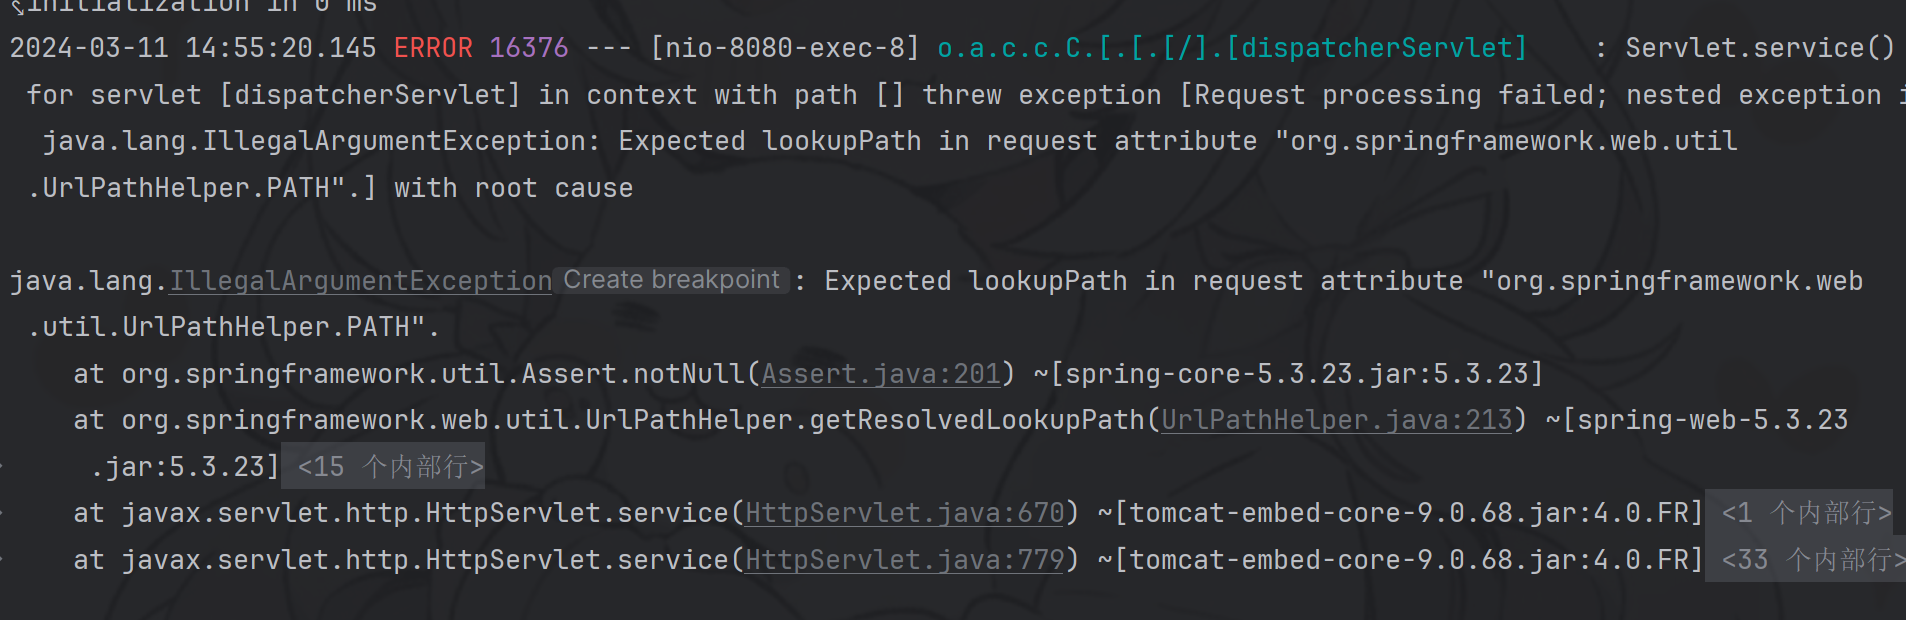 initialization in 0 ms
2024-03-11 14:55:20.145 ERROR 16376 --- [nio-8080-exec-8] o.a.c.c.C.[.[.[/].[dispatcherServlet]    : Servlet.service()
for servlet [dispatcherServlet] in context with path [] threw exception [Request processing failed; nested exception i
java.lang.IllegalArgumentException: Expected lookupPath in request attribute "org.springframework.web.util
.UrlPathHelper.PATH".] with root cause
java.lang.IllegalArgumentException Create breakpoint : Expected lookupPath in request attribute "org.springframework.web
.util.UrlPathHelper.PATH".
at org.springframework.util.Assert.notNull(Assert.java:201) ~[spring-core-5.3.23.jar:5.3.23]
at org.springframework.web.util.UrlPathHelper.getResolvedLookupPath(UrlPathHelper.java:213) ~[spring-web-5.3.23
.jar:5.3.23] <15 个内部行>
at javax.servlet.http.HttpServlet.service(HttpServlet.java:670) ~[tomcat-embed-core-9.0.68.jar:4.0.FR] <1 个内部行>
at javax.servlet.http.HttpServlet.service(HttpServlet.java:779) ~[tomcat-embed-core-9.0.68.jar:4.0.FR] <33 个内部行>